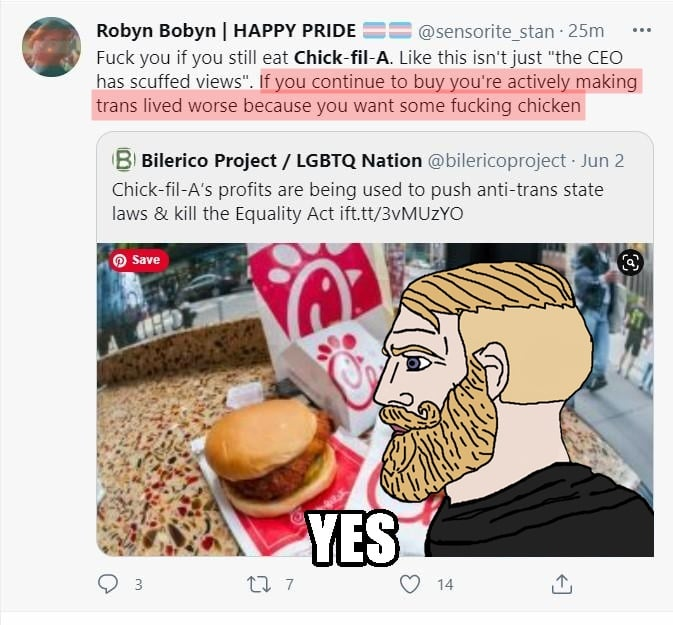 Robyn Bobyn | HAPPY PRIDE @sensorite_stan · 25m
Fuck you if you still eat Chick-fil-A. Like this isn't just "the CEO
has scuffed views". If you continue to buy you're actively making
trans lived worse because you want some fucking chicken
B Bilerico Project / LGBTQ Nation @bilericoproject · Jun 2
Chick-fil-A's profits are being used to push anti-trans state
laws & kill the Equality Act ift.tt/3vMUzYO
Save
YES
3 7 14